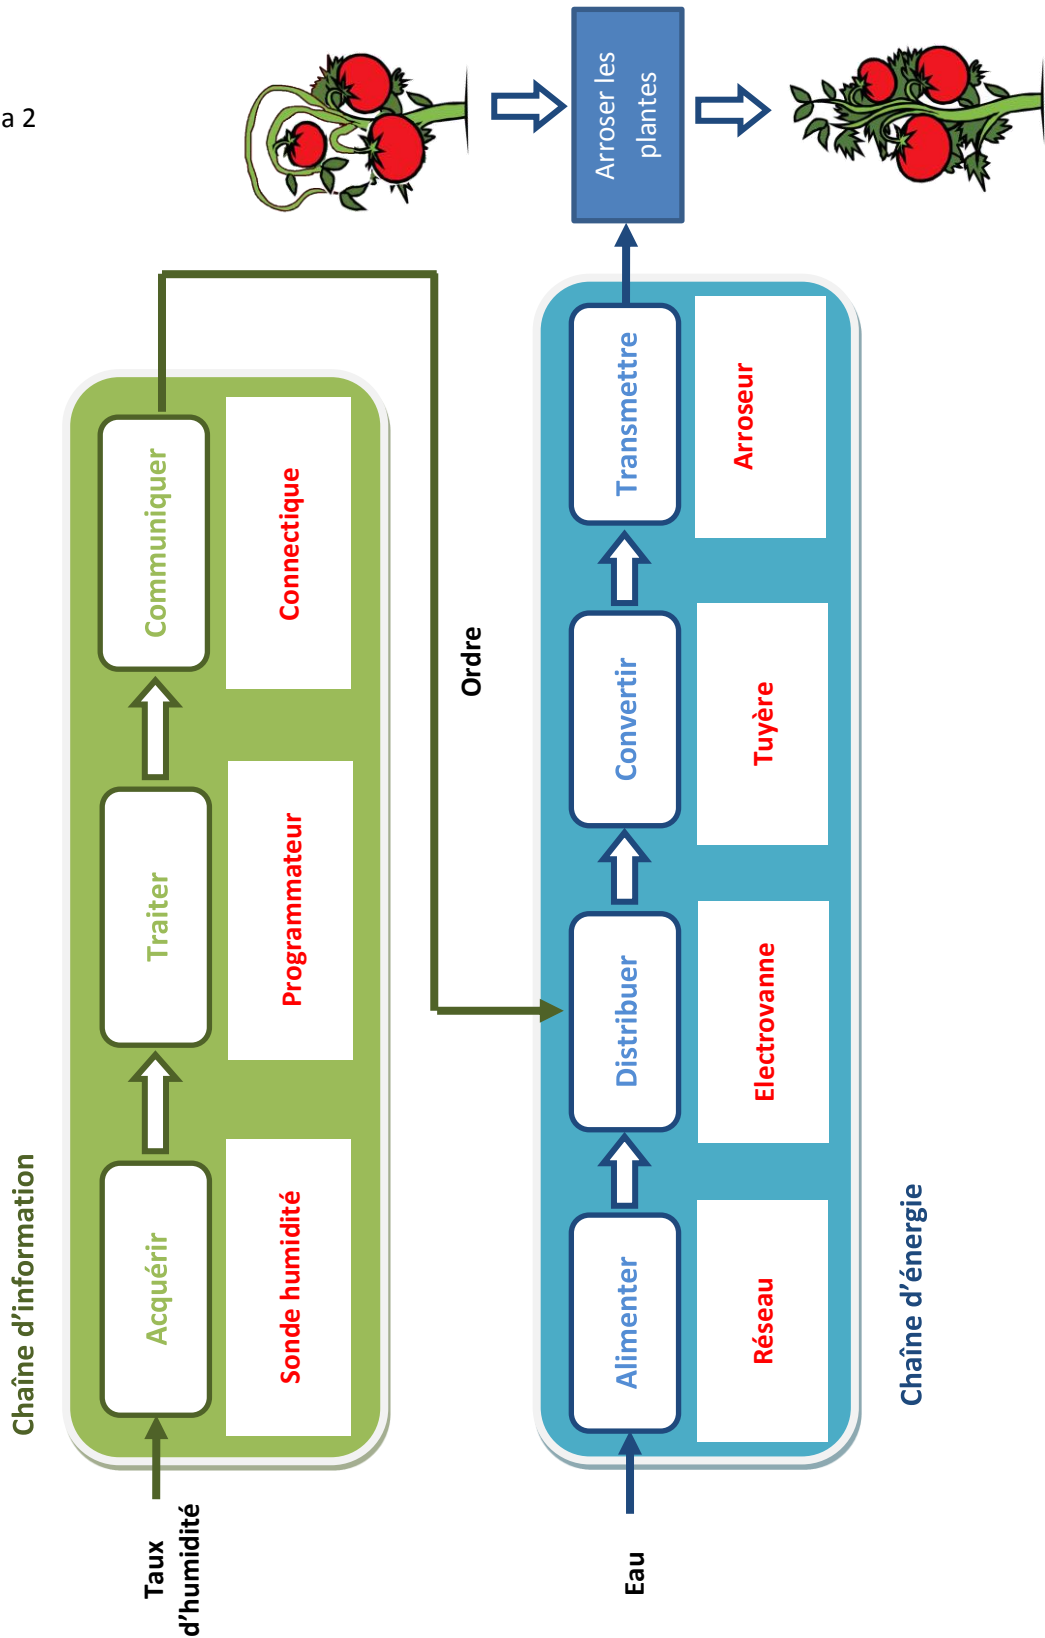 a 2
Chaîne d’information
Taux
d’humidité
Acquérir
Traiter
Communiquer
Sonde humidité
Programmateur
Connectique
Ordre
Eau
Alimenter
Distribuer
Convertir
Transmettre
Arroser les
plantes
Réseau
Electrovanne
Tuyère
Arroseur
Chaîne d’énergie